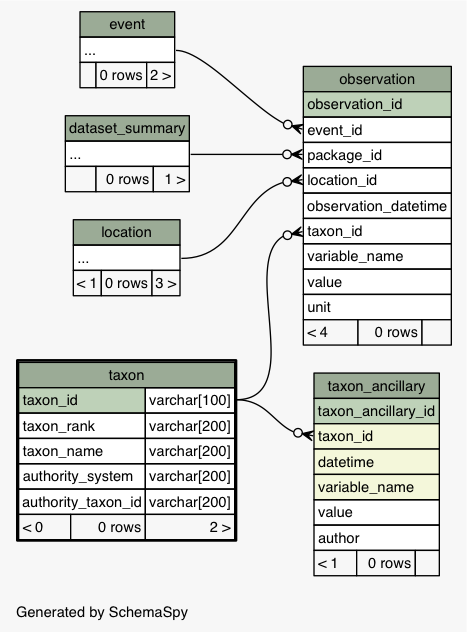 event
...
0 rows 2 >
dataset_summary
...
0 rows 1 >
location
...
< 1 0 rows 3 >
observation
observation_id
event_id
package_id
location_id
observation_datetime
taxon_id
variable_name
value
unit
< 4 0 rows
taxon
taxon_id varchar[100]
taxon_rank varchar[200]
taxon_name varchar[200]
authority_system varchar[200]
authority_taxon_id varchar[200]
< 0 0 rows 2 >
taxon_ancillary
taxon_ancillary_id
taxon_id
datetime
variable_name
value
author
< 1 0 rows
Generated by SchemaSpy